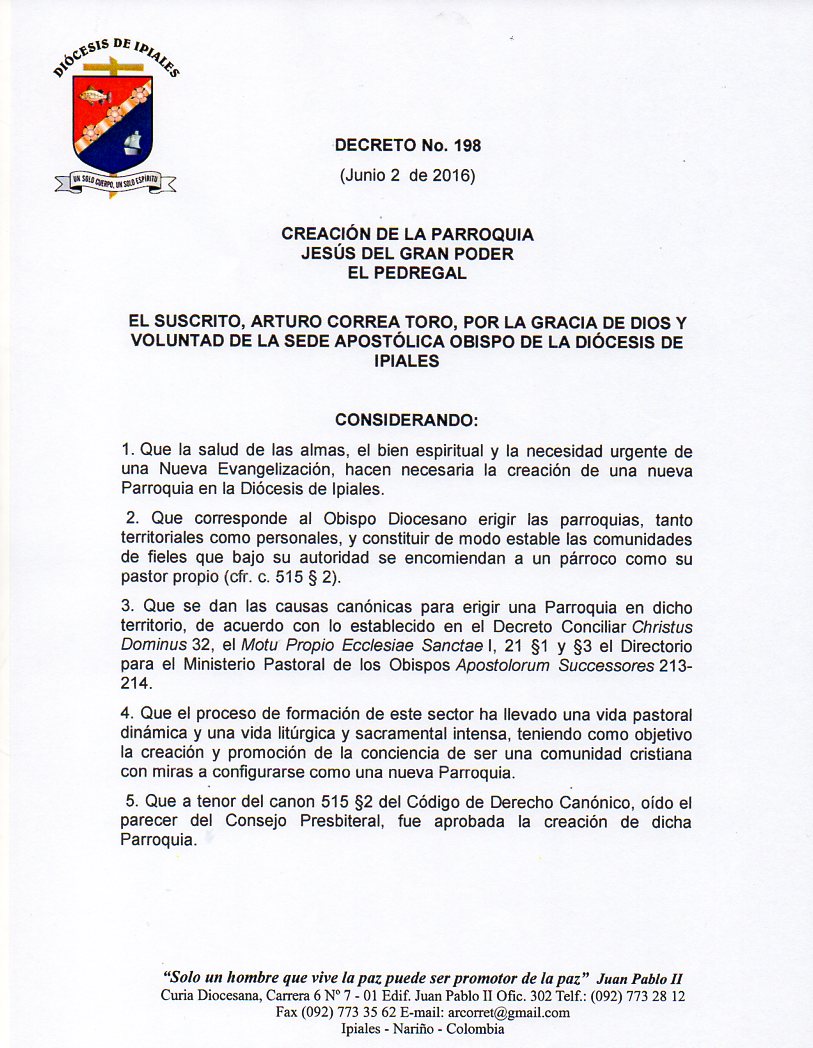 DIÓCESIS DE IPIALES
UN SOLO CUERPO, UN SOLO ESPÍRITU
DECRETO No. 198
(Junio 2 de 2016)
CREACIÓN DE LA PARROQUIA
JESÚS DEL GRAN PODER
EL PEDREGAL
EL SUSCRITO, ARTURO CORREA TORO, POR LA GRACIA DE DIOS Y
VOLUNTAD DE LA SEDE APOSTÓLICA OBISPO DE LA DIÓCESIS DE
IPIALES
CONSIDERANDO:
1. Que la salud de las almas, el bien espiritual y la necesidad urgente de
una Nueva Evangelización, hacen necesaria la creación de una nueva
Parroquia en la Diócesis de Ipiales.
2. Que corresponde al Obispo Diocesano erigir las parroquias, tanto
territoriales como personales, y constituir de modo estable las comunidades
de fieles que bajo su autoridad se encomiendan a un párroco como su
pastor propio (cfr. c. 515 § 2).
3. Que se dan las causas canónicas para erigir una Parroquia en dicho
territorio, de acuerdo con lo establecido en el Decreto Conciliar Christus
Dominus 32, el Motu Propio Ecclesiae Sanctae I, 21 §1 y §3 el Directorio
para el Ministerio Pastoral de los Obispos Apostolorum Successores 213-
214.
4. Que el proceso de formación de este sector ha llevado una vida pastoral
dinámica y una vida litúrgica y sacramental intensa, teniendo como objetivo
la creación y promoción de la conciencia de ser una comunidad cristiana
con miras a configurarse como una nueva Parroquia.
5. Que a tenor del canon 515 §2 del Código de Derecho Canónico, oído el
parecer del Consejo Presbiteral, fue aprobada la creación de dicha
Parroquia.
“Solo un hombre que vive la paz puede ser promotor de la paz” Juan Pablo II
Curia Diocesana, Carrera 6 Nº 7 - 01 Edif. Juan Pablo II Ofic. 302 Telf.: (092) 773 28 12
Fax (092) 773 35 62 E-mail: arcorret@gmail.com
Ipiales - Nariño - Colombia